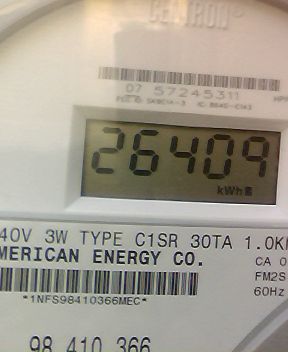 CENTRON®
07 57245311
26409
kWh
40V 3W TYPE C1SR 30TA 1.0K
MERICAN ENERGY CO.
CA 0
FM2S
60Hz
*1NFS98410366MEC*
98 410 366